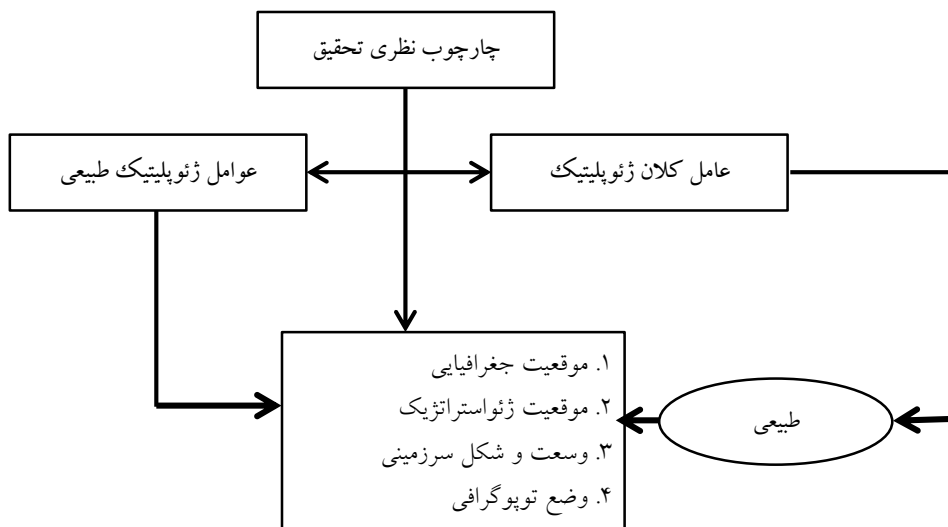 چارچوب نظری تحقیق
عامل کلان ژئوپلیتیک
عوامل ژئوپلیتیک طبیعی
۱. موقعیت جغرافیایی
۲. موقعیت ژئواستراتژیک
۳. وسعت و شکل سرزمینی
۴. وضع توپوگرافی
طبیعی